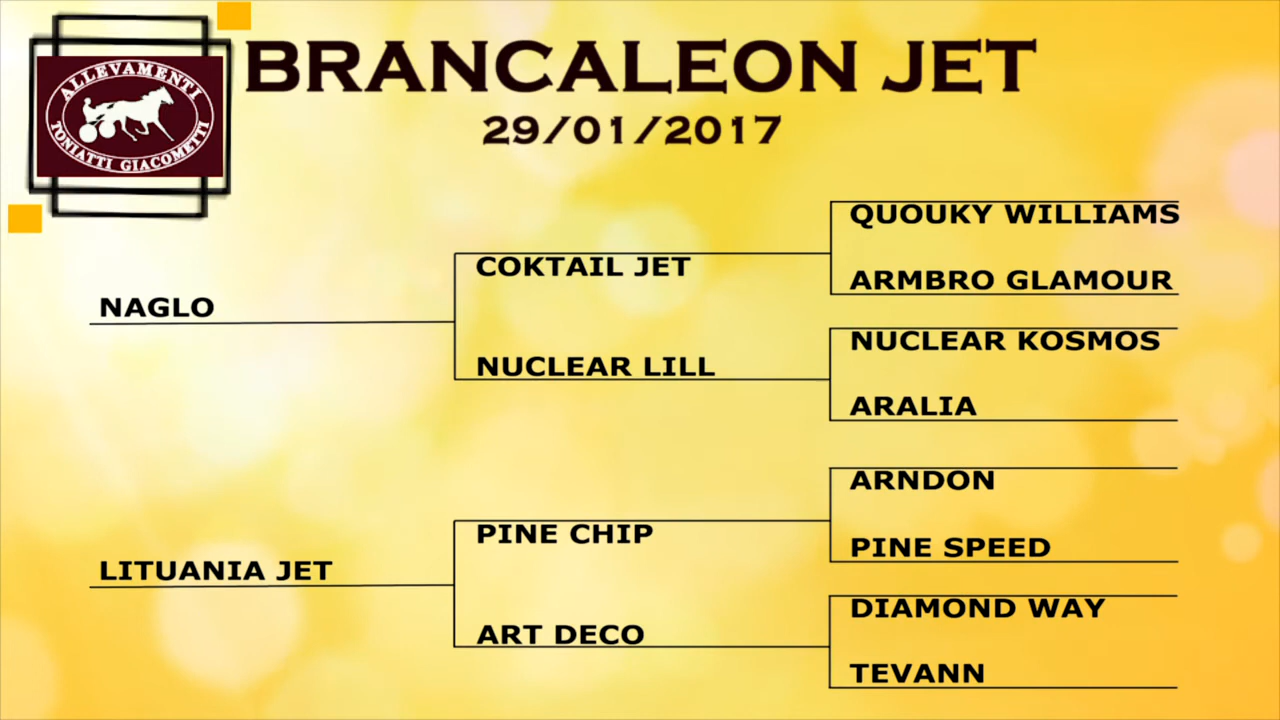 ALLEVAMENTI
TONIATTI GIACOMETTI
BRANCALEON JET
29/01/2017
QUOUKY WILLIAMS
COKTAIL JET
ARMBRO GLAMOUR
NAGLO
NUCLEAR KOSMOS
NUCLEAR LILL
ARALIA
ARNDON
PINE CHIP
PINE SPEED
LITUANIA JET
DIAMOND WAY
ART DECO
TEVANN